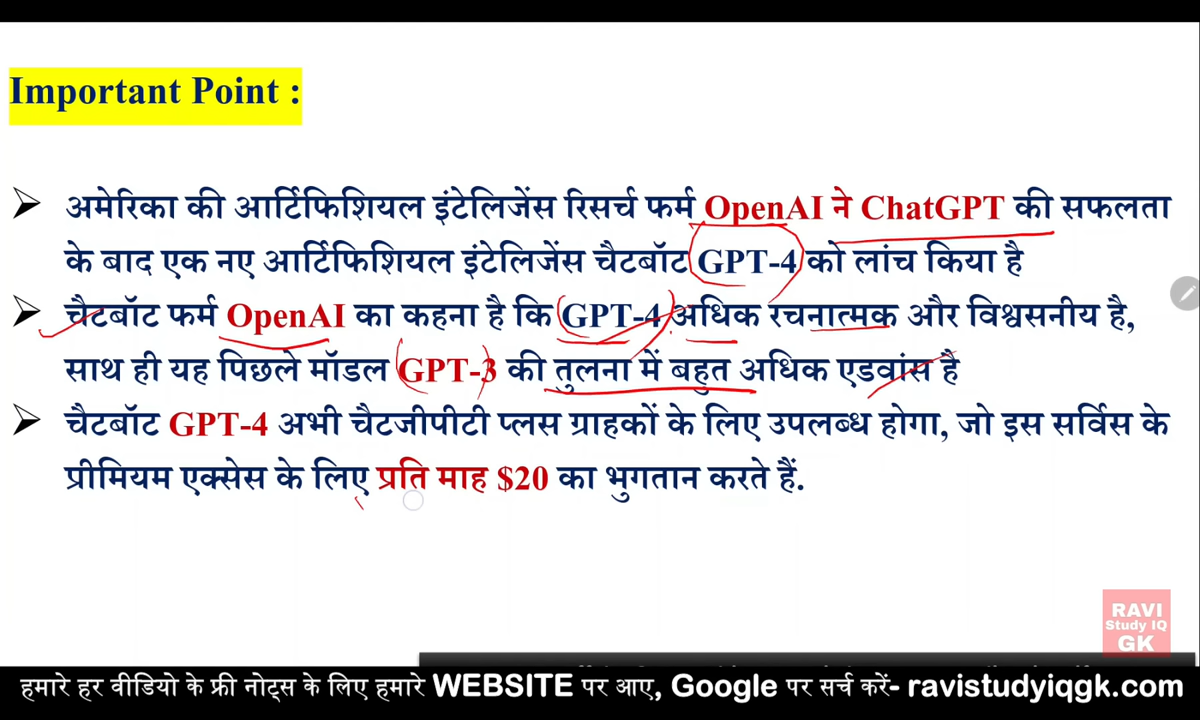 Important Point :
अमेरिका की आर्टिफिशियल इंटेलिजेंस रिसर्च फर्म OpenAI ने ChatGPT की सफलता
के बाद एक नए आर्टिफिशियल इंटेलिजेंस चैटबॉट GPT-4 को लांच किया है
चैटबॉट फर्म OpenAI का कहना है कि GPT-4 अधिक रचनात्मक और विश्वसनीय है,
साथ ही यह पिछले मॉडल GPT-3 की तुलना में बहुत अधिक एडवांस है
चैटबॉट GPT-4 अभी चैटजीपीटी प्लस ग्राहकों के लिए उपलब्ध होगा, जो इस सर्विस के
प्रीमियम एक्सेस के लिए प्रति माह $20 का भुगतान करते हैं.
RAVI
Study IQ
GK
हमारे हर वीडियो के फ्री नोट्स के लिए हमारे WEBSITE पर आए, Google पर सर्च करें- ravistudyiqgk.com